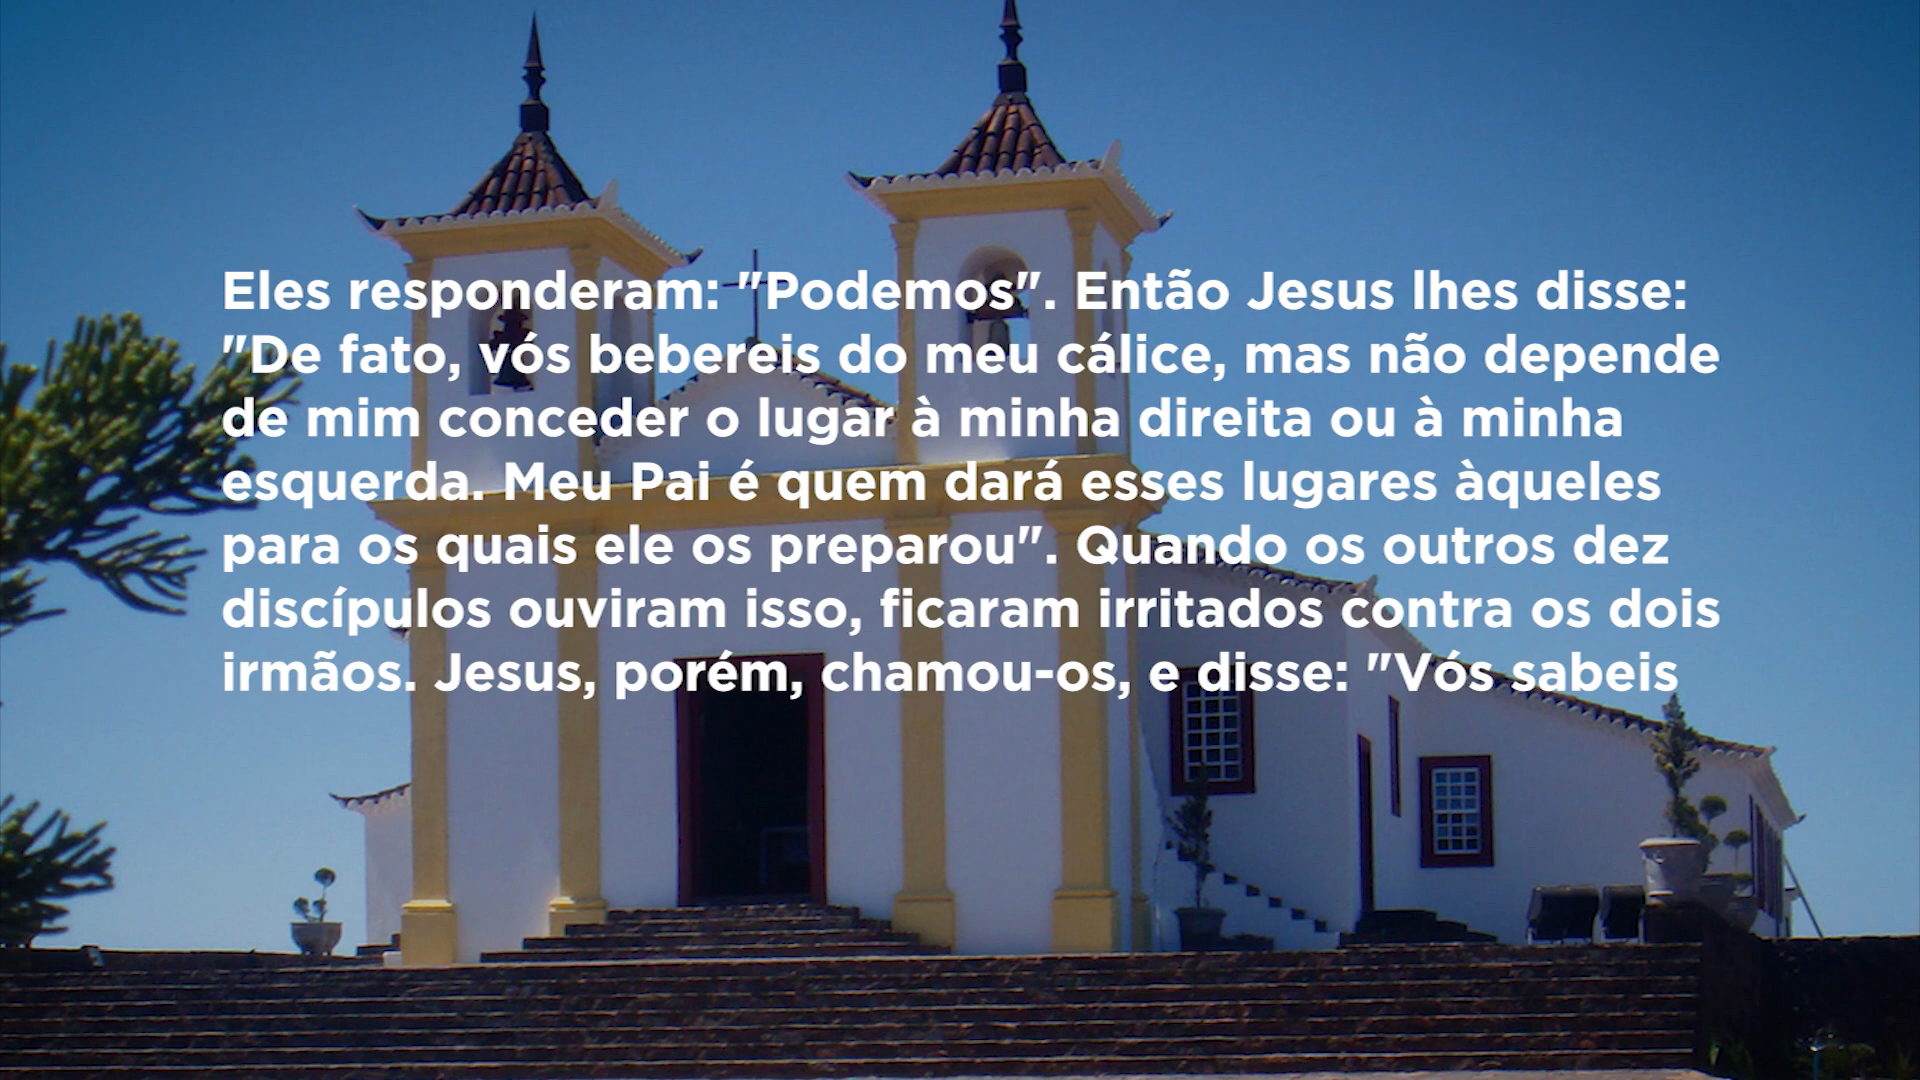 Eles responderam: "Podemos". Então Jesus lhes disse:
"De fato, vós bebereis do meu cálice, mas não depende
de mim conceder o lugar à minha direita ou à minha
esquerda. Meu Pai é quem dará esses lugares àqueles
para os quais ele os preparou". Quando os outros dez
discípulos ouviram isso, ficaram irritados contra os dois
irmãos. Jesus, porém, chamou-os, e disse: "Vós sabeis